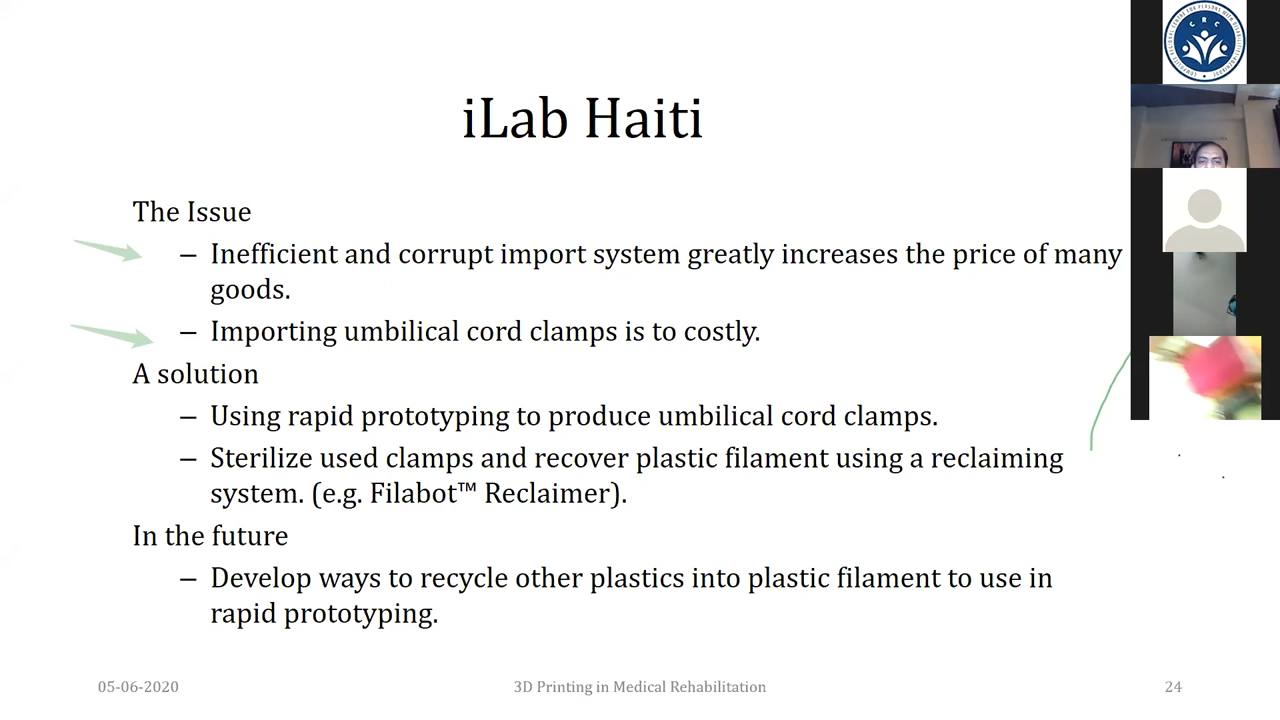 iLab Haiti
The Issue
– Inefficient and corrupt import system greatly increases the price of many
goods.
– Importing umbilical cord clamps is to costly.
A solution
– Using rapid prototyping to produce umbilical cord clamps.
– Sterilize used clamps and recover plastic filament using a reclaiming
system. (e.g. Filabot™ Reclaimer).
In the future
– Develop ways to recycle other plastics into plastic filament to use in
rapid prototyping.
05-06-2020 3D Printing in Medical Rehabilitation 24
CRC